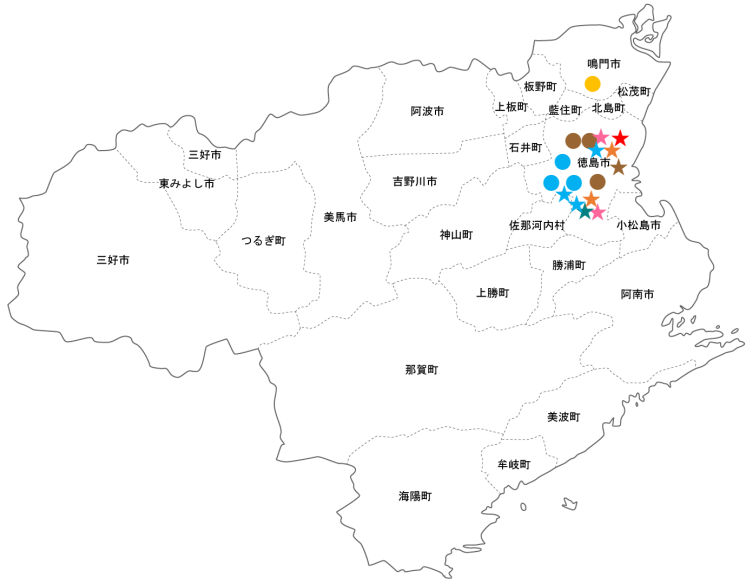 鳴門市
板野町
松茂町
上板町
藍住町
北島町
阿波市
石井町
三好市
徳島市
東みよし市
吉野川市
美馬市
佐那河内村
小松島市
神山町
つるぎ町
三好市
勝浦町
上勝町
阿南市
那賀町
美波町
牟岐町
海陽町